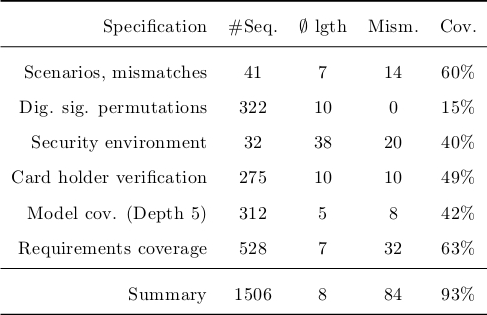 Specification #Seq. ∅ lgth Mism. Cov.
Scenarios, mismatches 41 7 14 60%
Dig. sig. permutations 322 10 0 15%
Security environment 32 38 20 40%
Card holder verification 275 10 10 49%
Model cov. (Depth 5) 312 5 8 42%
Requirements coverage 528 7 32 63%
Summary 1506 8 84 93%